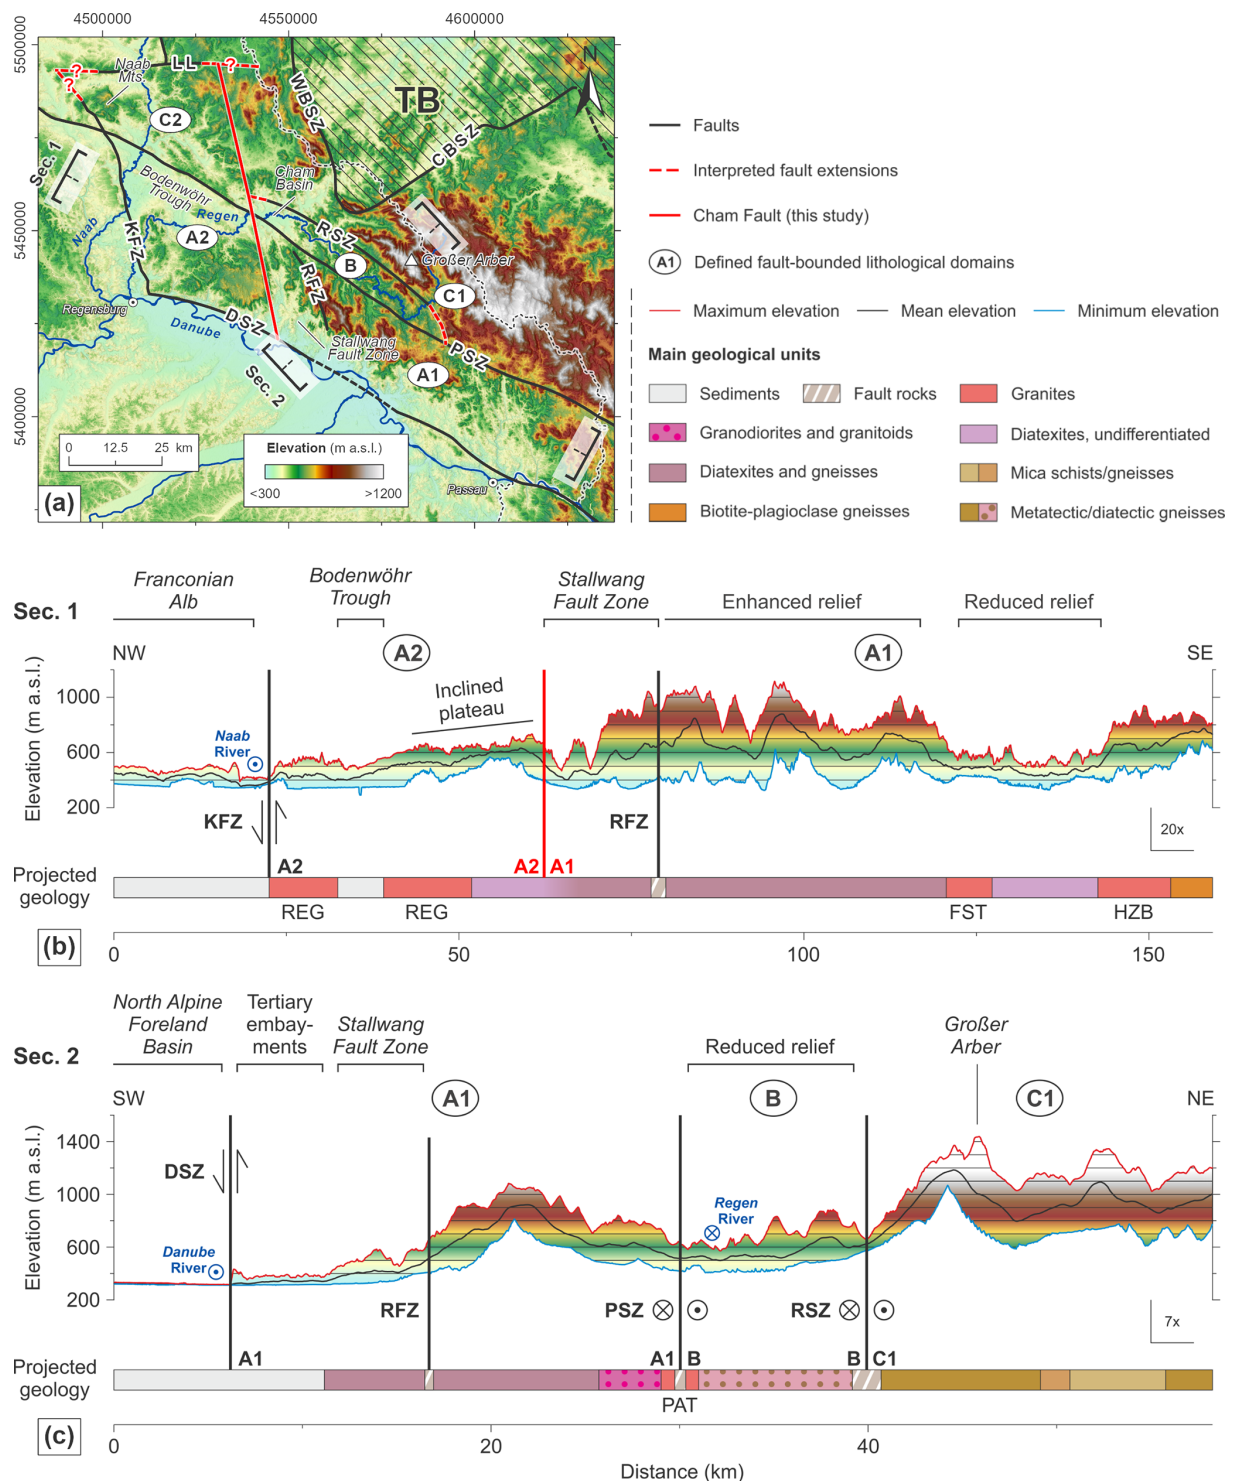 4500000
4550000
4600000
5500000
5450000
5400000
N
Naab
Mts.
LL
?
?
?
WBSZ
TB
CBSZ
C2
Sec. 1
Bodenwöhr
Trough
Cham
Basin
Regen
Naab
A2
KFZ
RSZ
B
Großer Arber
RFZ
C1
Regensburg
DSZ
Danube
Stallwang
Fault Zone
PSZ
A1
Sec. 2
0 12.5 25 km
Elevation (m a.s.l.)
<300 >1200
Passau
(a)
Faults
Interpreted fault extensions
Cham Fault (this study)
A1 Defined fault-bounded lithological domains
Maximum elevation Mean elevation Minimum elevation
Main geological units
Sediments Fault rocks Granites
Granodiorites and granitoids Diatexites, undifferentiated
Diatexites and gneisses Mica schists/gneisses
Biotite-plagioclase gneisses Metatectic/diatectic gneisses
Sec. 1
Franconian
Alb
Bodenwöhr
Trough
Stallwang
Fault Zone
Enhanced relief
Reduced relief
NW
A2
A1
SE
Elevation (m a.s.l.)
1000
600
200
Inclined
plateau
Naab
River
KFZ
RFZ
20x
A2
A2 A1
Projected
geology
REG REG FST HZB
(b)
0 50 100 150
Sec. 2
North Alpine
Foreland
Basin
Tertiary
embay-
ments
Stallwang
Fault Zone
Reduced relief
Großer
Arber
SW
A1
B
C1
NE
Elevation (m a.s.l.)
1400
1000
600
200
DSZ
Danube
River
Regen
River
RFZ
PSZ
RSZ
7x
A1
A1 B
B C1
Projected
geology
PAT
(c)
0 20 40
Distance (km)